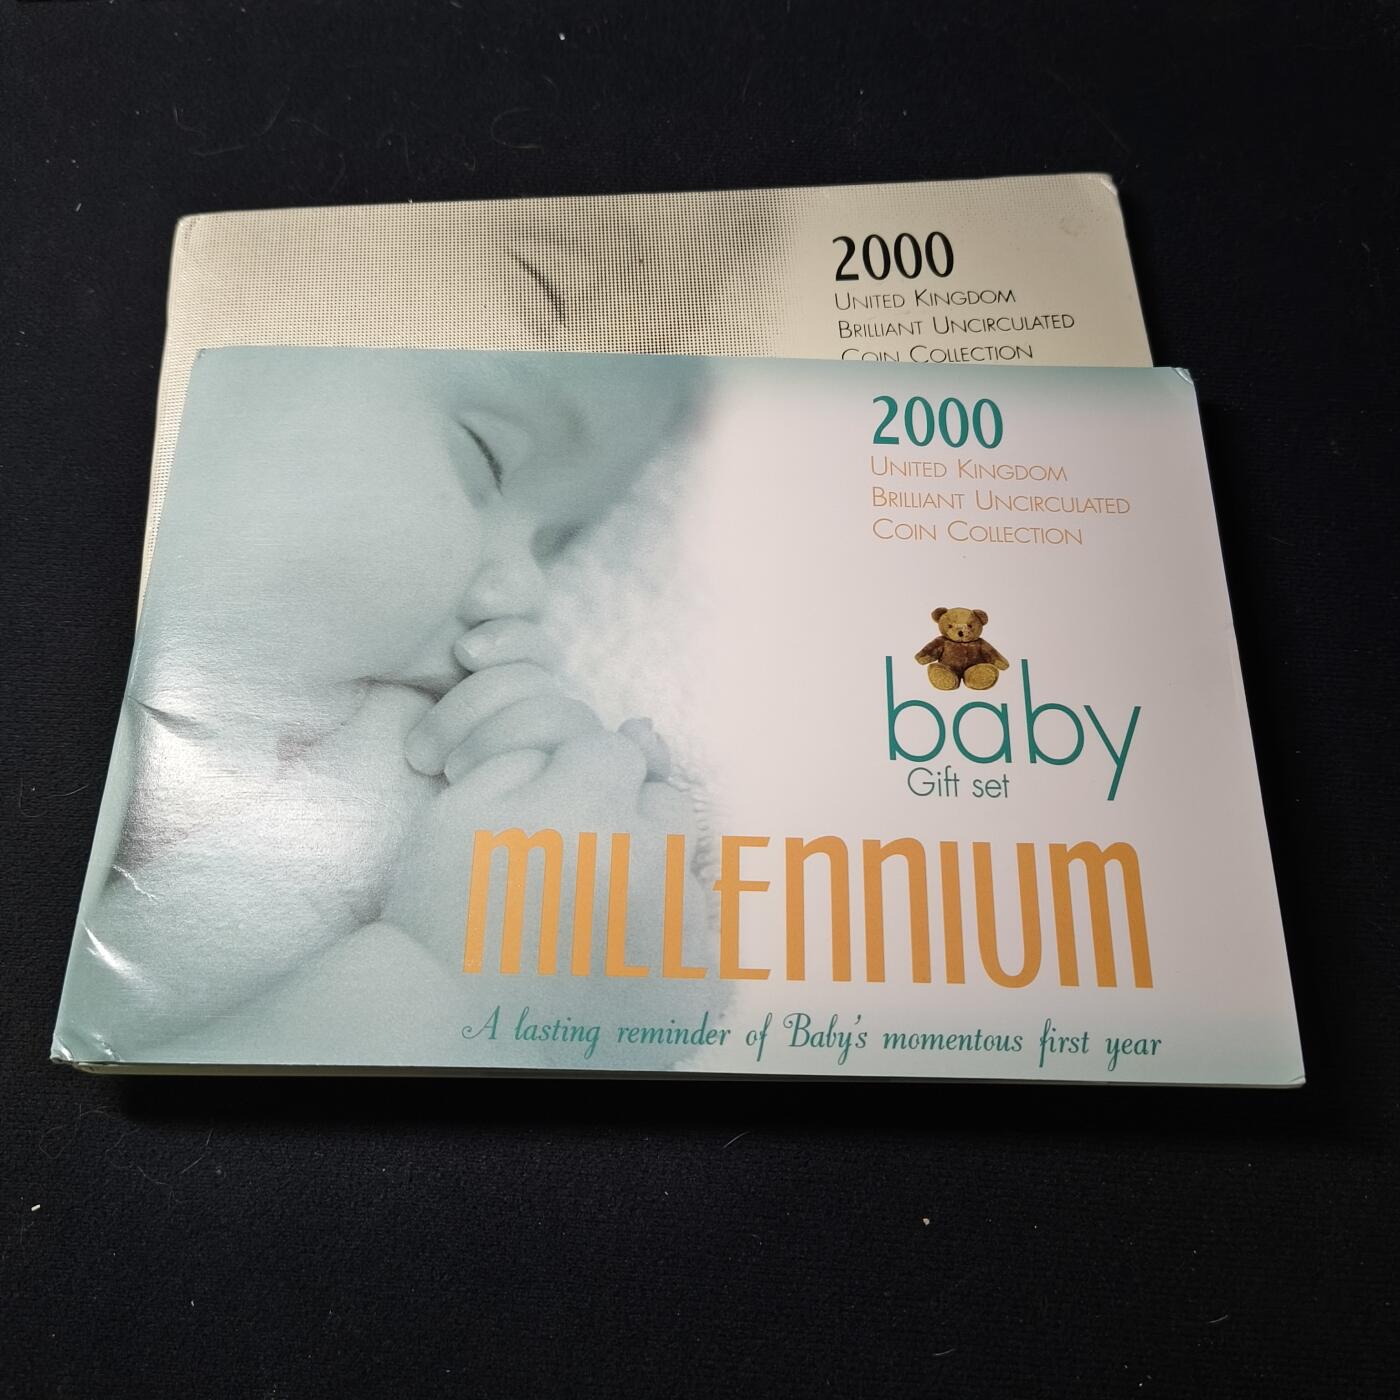 2000
United Kingdom
Brilliant Uncirculated
Coin Collection
2000
United Kingdom
Brilliant Uncirculated
Coin Collection
baby
Gift set
MILLENNIUM
A lasting reminder of Baby's momentous first year